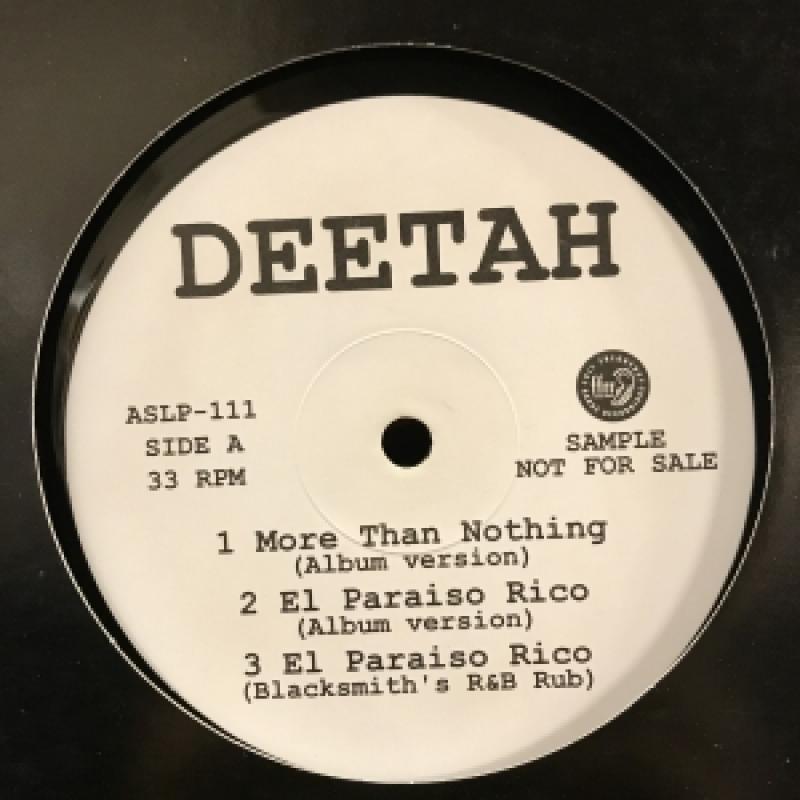 DEETAH
ASLP-111
SIDE A
33 RPM
SAMPLE
NOT FOR SALE
1 More Than Nothing
(Album version)
2 El Paraiso Rico
(Album version)
3 El Paraiso Rico
(Blacksmith's R&B Rub)